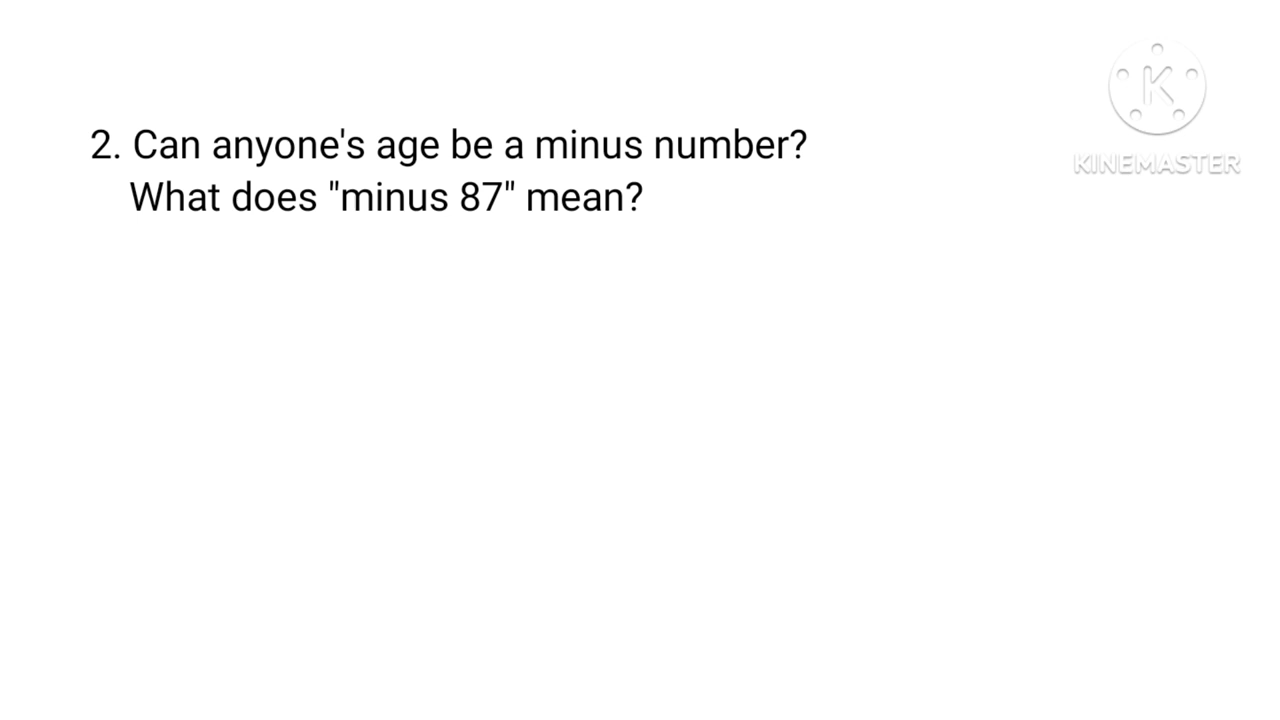 2. Can anyone's age be a minus number?
What does "minus 87" mean?
KINEMASTER